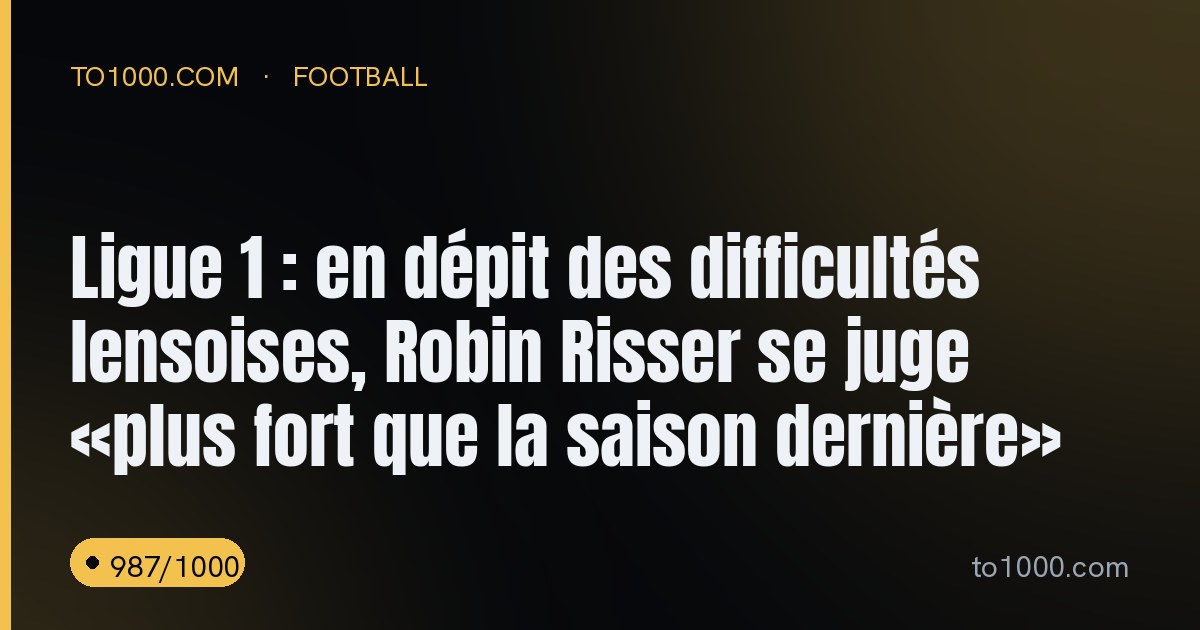 TO1000.COM · FOOTBALL
Ligue 1 : en dépit des difficultés
lensoises, Robin Risser se juge
«plus fort que la saison dernière»
987/1000
to1000.com